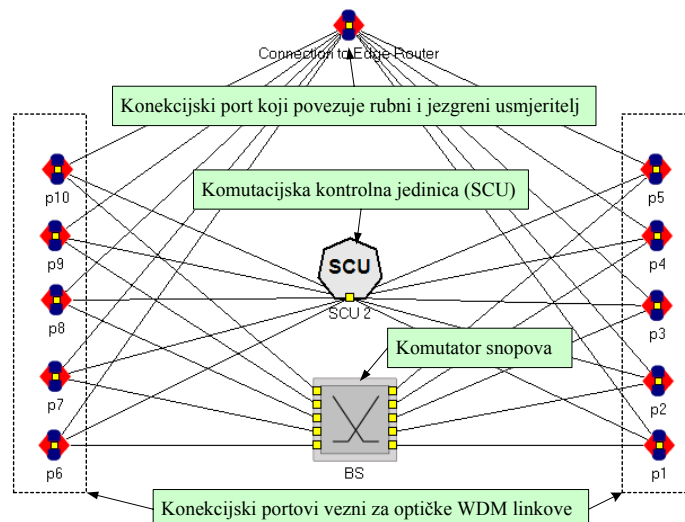 Connection to Edge Router
Konekcijski port koji povezuje rubni i jezgreni usmjeritelj
p10
p5
Komutacijska kontrolna jedinica (SCU)
p9
p4
SCU
SCU 2
p8
p3
Komutator snopova
p7
p2
p6
BS
p1
Konekcijski portovi vezni za optičke WDM linkove